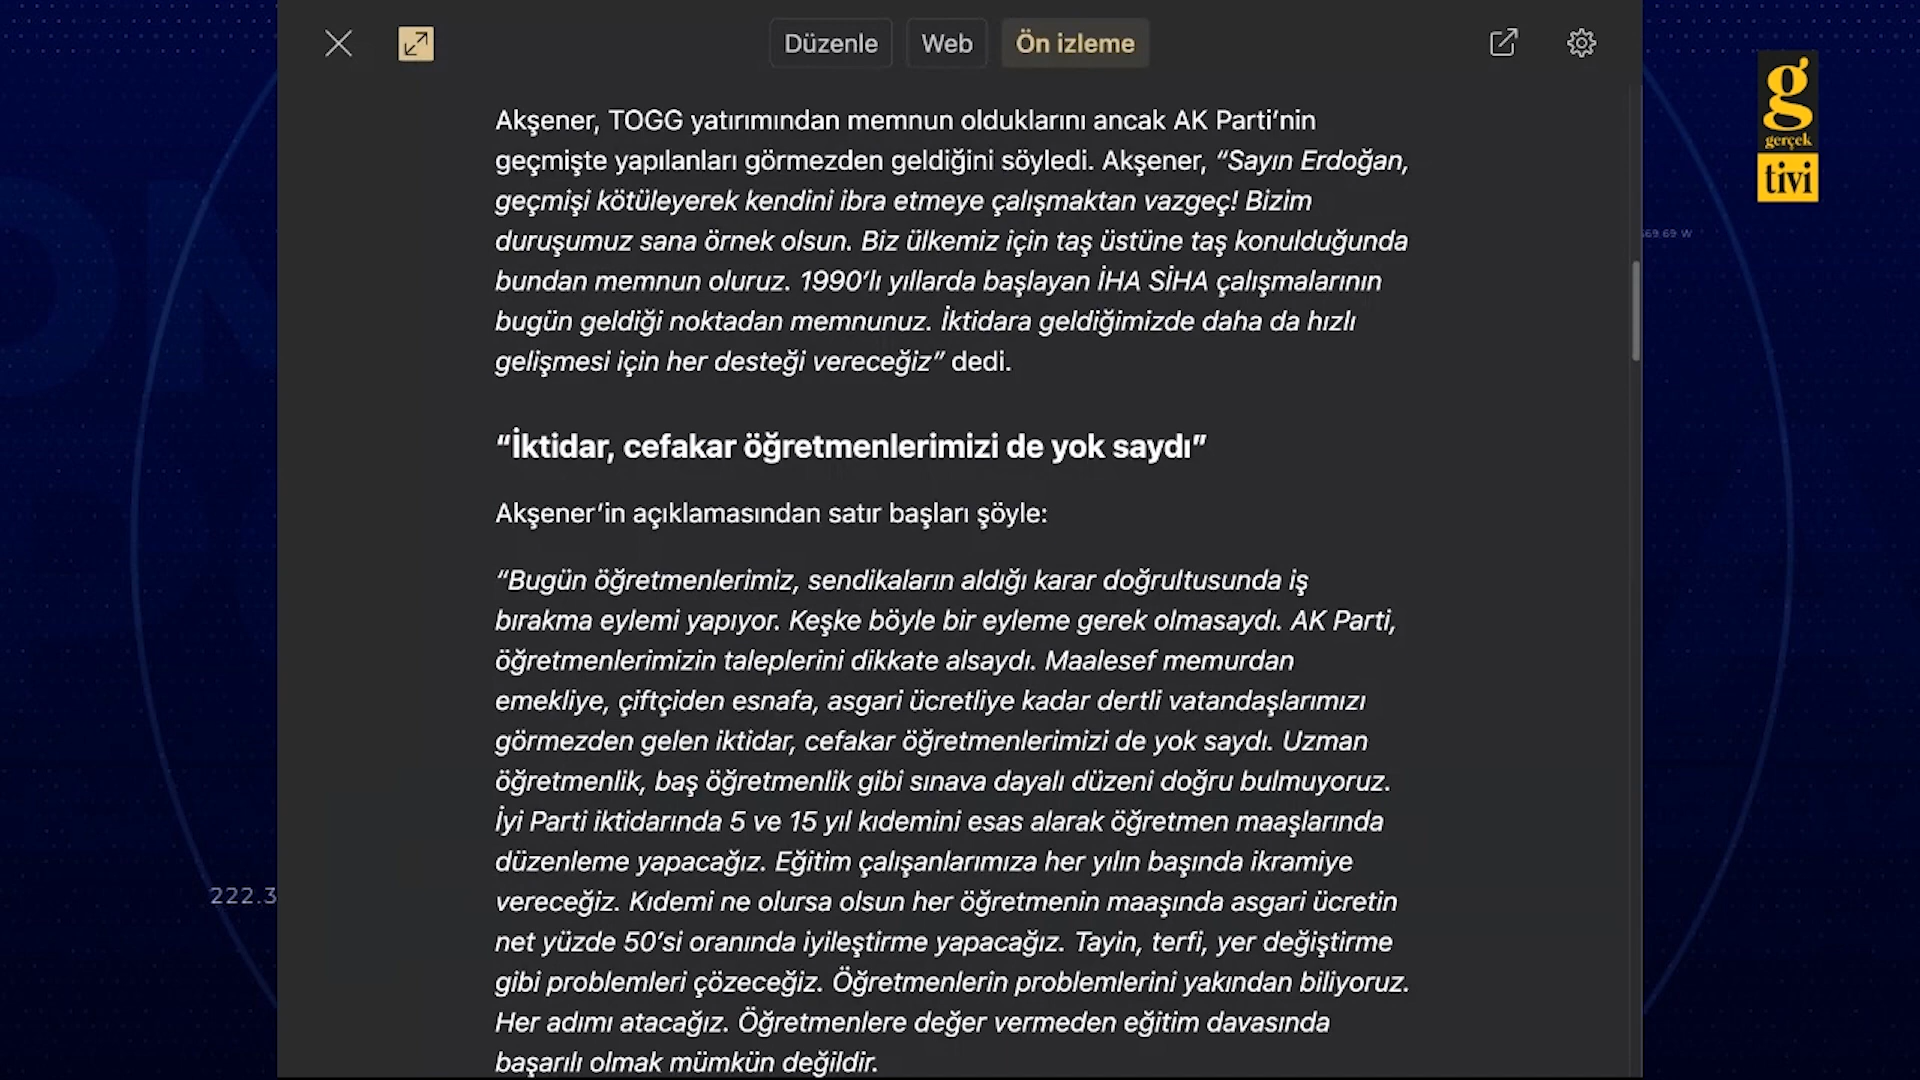 Düzenle Web Ön izleme
g
gerçek
tivi
Akşener, TOGG yatırımından memnun olduklarını ancak AK Parti’nin
geçmişte yapılanları görmezden geldiğini söyledi. Akşener, “Sayın Erdoğan,
geçmişi kötüleyerek kendini ibra etmeye çalışmaktan vazgeç! Bizim
duruşumuz sana örnek olsun. Biz ülkemiz için taş üstüne taş konulduğunda
bundan memnun oluruz. 1990’lı yıllarda başlayan İHA SİHA çalışmalarının
bugün geldiği noktadan memnunuz. İktidara geldiğimizde daha da hızlı
gelişmesi için her desteği vereceğiz” dedi.
“İktidar, cefakar öğretmenlerimizi de yok saydı”
Akşener’in açıklamasından satır başları şöyle:
“Bugün öğretmenlerimiz, sendikaların aldığı karar doğrultusunda iş
bırakma eylemi yapıyor. Keşke böyle bir eyleme gerek olmasaydı. AK Parti,
öğretmenlerimizin taleplerini dikkate alsaydı. Maalesef memurdan
emekliye, çiftçiden esnafa, asgari ücretliye kadar dertli vatandaşlarımızı
görmezden gelen iktidar, cefakar öğretmenlerimizi de yok saydı. Uzman
öğretmenlik, baş öğretmenlik gibi sınava dayalı düzeni doğru bulmuyoruz.
İyi Parti iktidarında 5 ve 15 yıl kıdemini esas alarak öğretmen maaşlarında
düzenleme yapacağız. Eğitim çalışanlarımıza her yılın başında ikramiye
vereceğiz. Kıdemi ne olursa olsun her öğretmenin maaşında asgari ücretin
net yüzde 50’si oranında iyileştirme yapacağız. Tayin, terfi, yer değiştirme
gibi problemleri çözeceğiz. Öğretmenlerin problemlerini yakından biliyoruz.
Her adımı atacağız. Öğretmenlere değer vermeden eğitim davasında
başarılı olmak mümkün değildir.
222.3